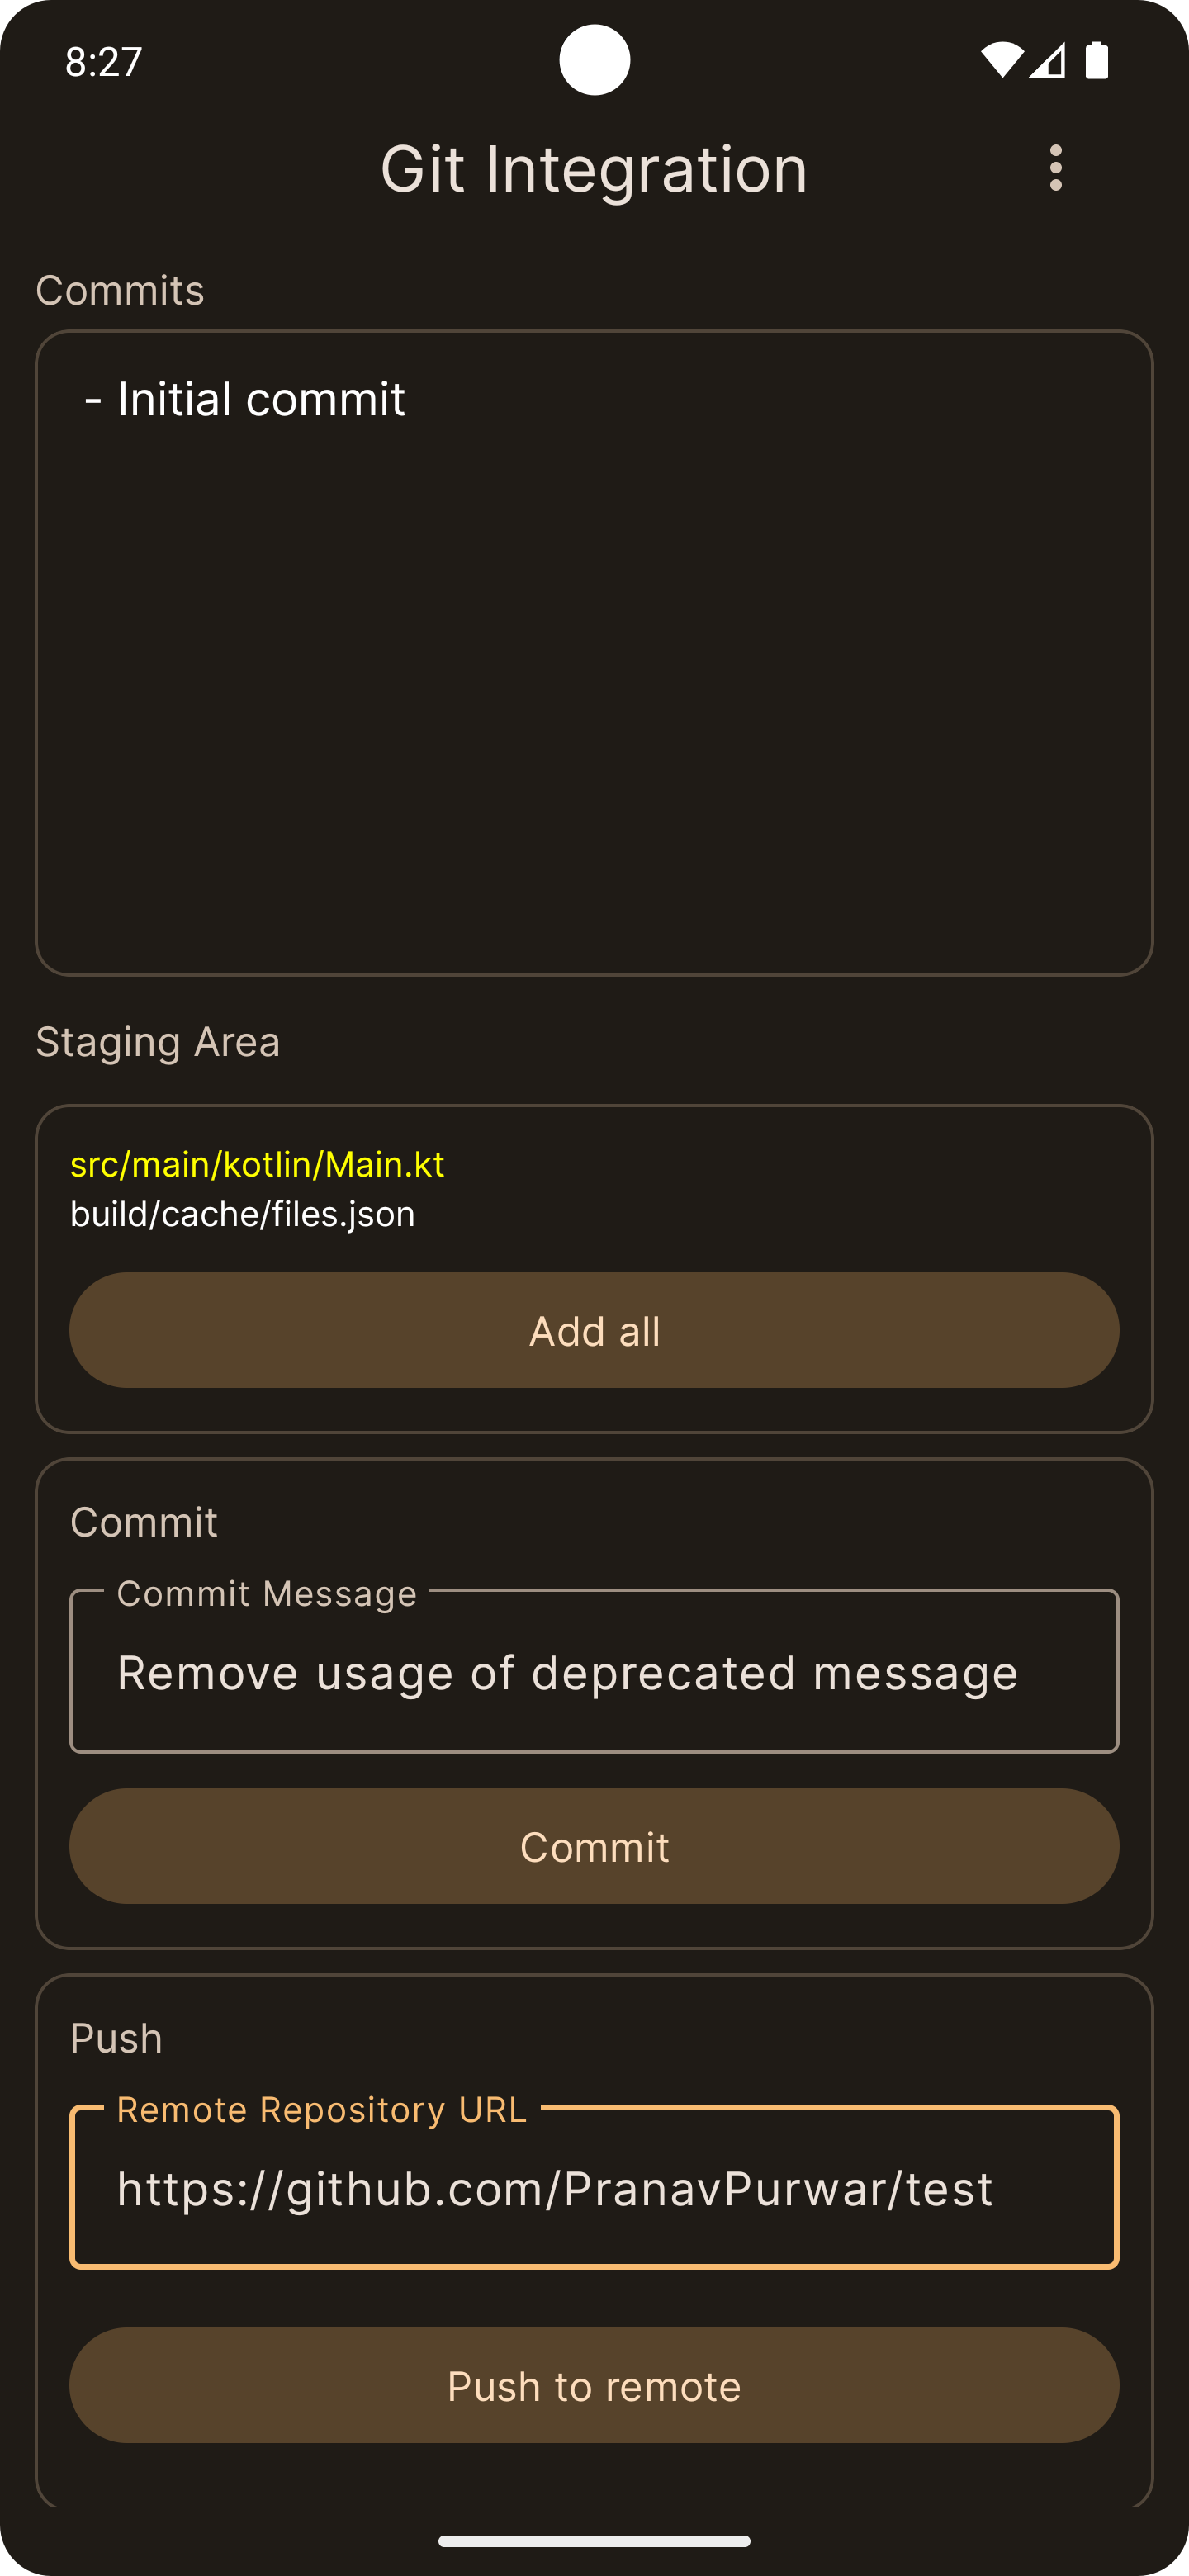 8:27
Git Integration
Commits
- Initial commit
Staging Area
src/main/kotlin/Main.kt
build/cache/files.json
Add all
Commit
Commit Message
Remove usage of deprecated message
Commit
Push
Remote Repository URL
https://github.com/PranavPurwar/test
Push to remote